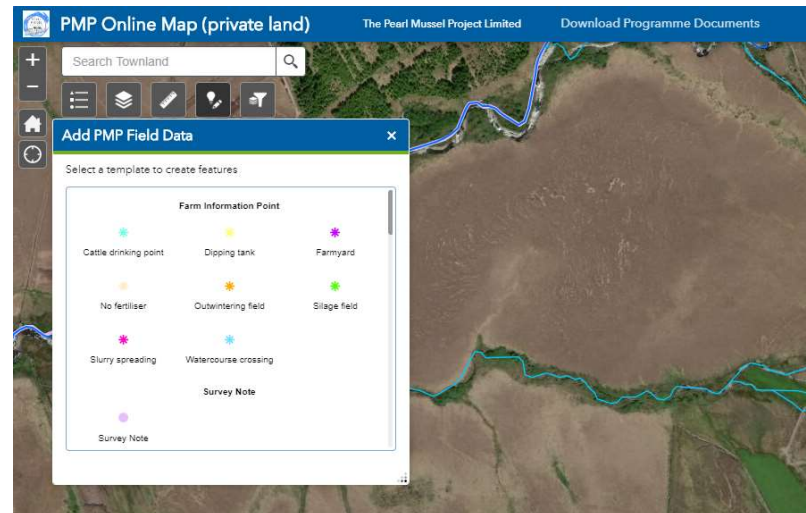 PMP Online Map (private land) The Pearl Mussel Project Limited Download Programme Documents
+
Search Townland
−
Add PMP Field Data ×
Select a template to create features
Farm Information Point
Cattle drinking point Dipping tank Farmyard
No fertiliser Outwintering field Silage field
Slurry spreading Watercourse crossing
Survey Note
Survey Note